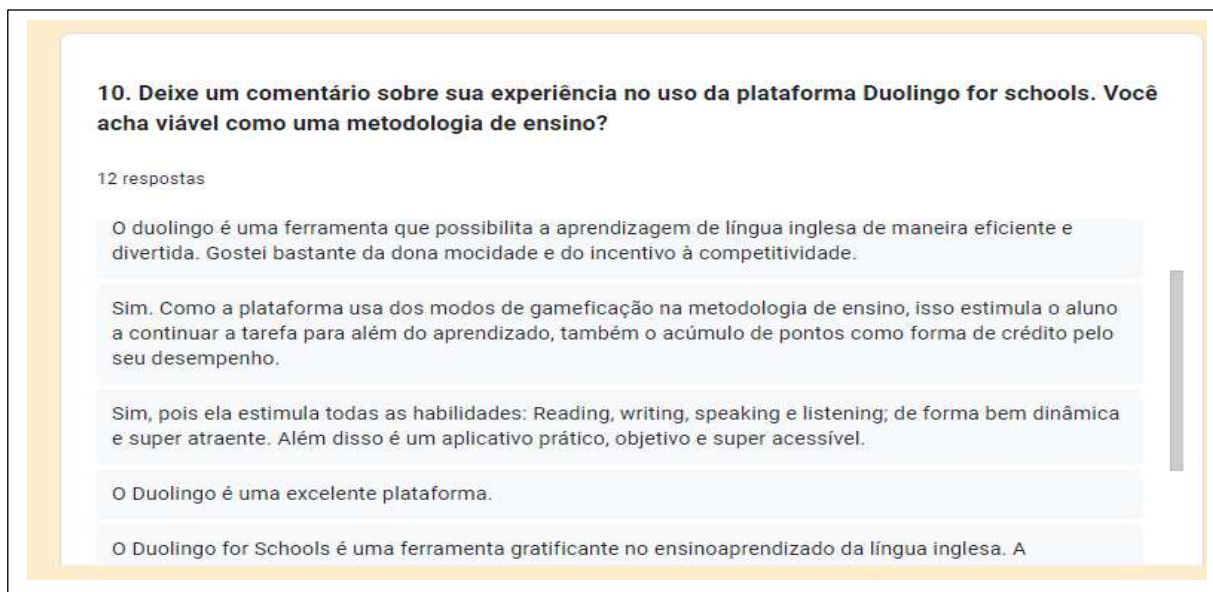 10. Deixe um comentário sobre sua experiência no uso da plataforma Duolingo for schools. Você
acha viável como uma metodologia de ensino?
12 respostas
O duolingo é uma ferramenta que possibilita a aprendizagem de língua inglesa de maneira eficiente e
divertida. Gostei bastante da dona mocidade e do incentivo à competitividade.
Sim. Como a plataforma usa dos modos de gameficação na metodologia de ensino, isso estimula o aluno
a continuar a tarefa para além do aprendizado, também o acúmulo de pontos como forma de crédito pelo
seu desempenho.
Sim, pois ela estimula todas as habilidades: Reading, writing, speaking e listening; de forma bem dinâmica
e super atraente. Além disso é um aplicativo prático, objetivo e super acessível.
O Duolingo é uma excelente plataforma.
O Duolingo for Schools é uma ferramenta gratificante no ensinoaprendizado da língua inglesa. A